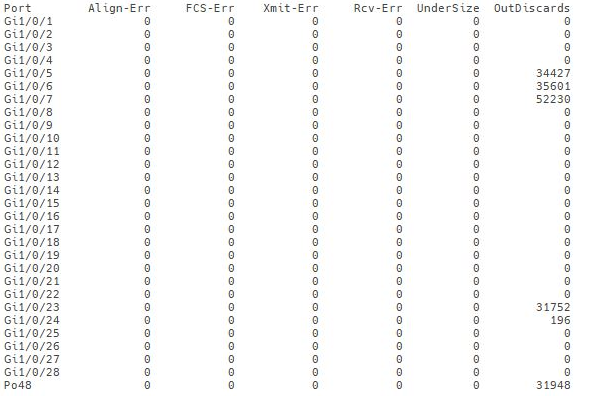 Port Align-Err FCS-Err Xmit-Err Rcv-Err UnderSize OutDiscards
Gi1/0/1 0 0 0 0 0 0
Gi1/0/2 0 0 0 0 0 0
Gi1/0/3 0 0 0 0 0 0
Gi1/0/4 0 0 0 0 0 0
Gi1/0/5 0 0 0 0 0 34427
Gi1/0/6 0 0 0 0 0 35601
Gi1/0/7 0 0 0 0 0 52230
Gi1/0/8 0 0 0 0 0 0
Gi1/0/9 0 0 0 0 0 0
Gi1/0/10 0 0 0 0 0 0
Gi1/0/11 0 0 0 0 0 0
Gi1/0/12 0 0 0 0 0 0
Gi1/0/13 0 0 0 0 0 0
Gi1/0/14 0 0 0 0 0 0
Gi1/0/15 0 0 0 0 0 0
Gi1/0/16 0 0 0 0 0 0
Gi1/0/17 0 0 0 0 0 0
Gi1/0/18 0 0 0 0 0 0
Gi1/0/19 0 0 0 0 0 0
Gi1/0/20 0 0 0 0 0 0
Gi1/0/21 0 0 0 0 0 0
Gi1/0/22 0 0 0 0 0 0
Gi1/0/23 0 0 0 0 0 31752
Gi1/0/24 0 0 0 0 0 196
Gi1/0/25 0 0 0 0 0 0
Gi1/0/26 0 0 0 0 0 0
Gi1/0/27 0 0 0 0 0 0
Gi1/0/28 0 0 0 0 0 0
Po48 0 0 0 0 0 31948